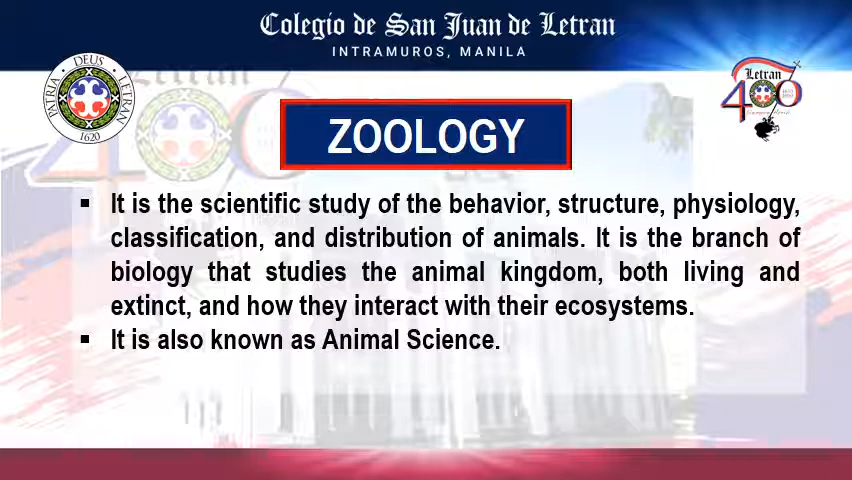 Colegio de San Juan de Letran
INTRAMUROS, MANILA
DEUS
PATRIA
LETRAN
1620
Letran
400
Letran
ZOOLOGY
▪ It is the scientific study of the behavior, structure, physiology,
classification, and distribution of animals. It is the branch of
biology that studies the animal kingdom, both living and
extinct, and how they interact with their ecosystems.
▪ It is also known as Animal Science.